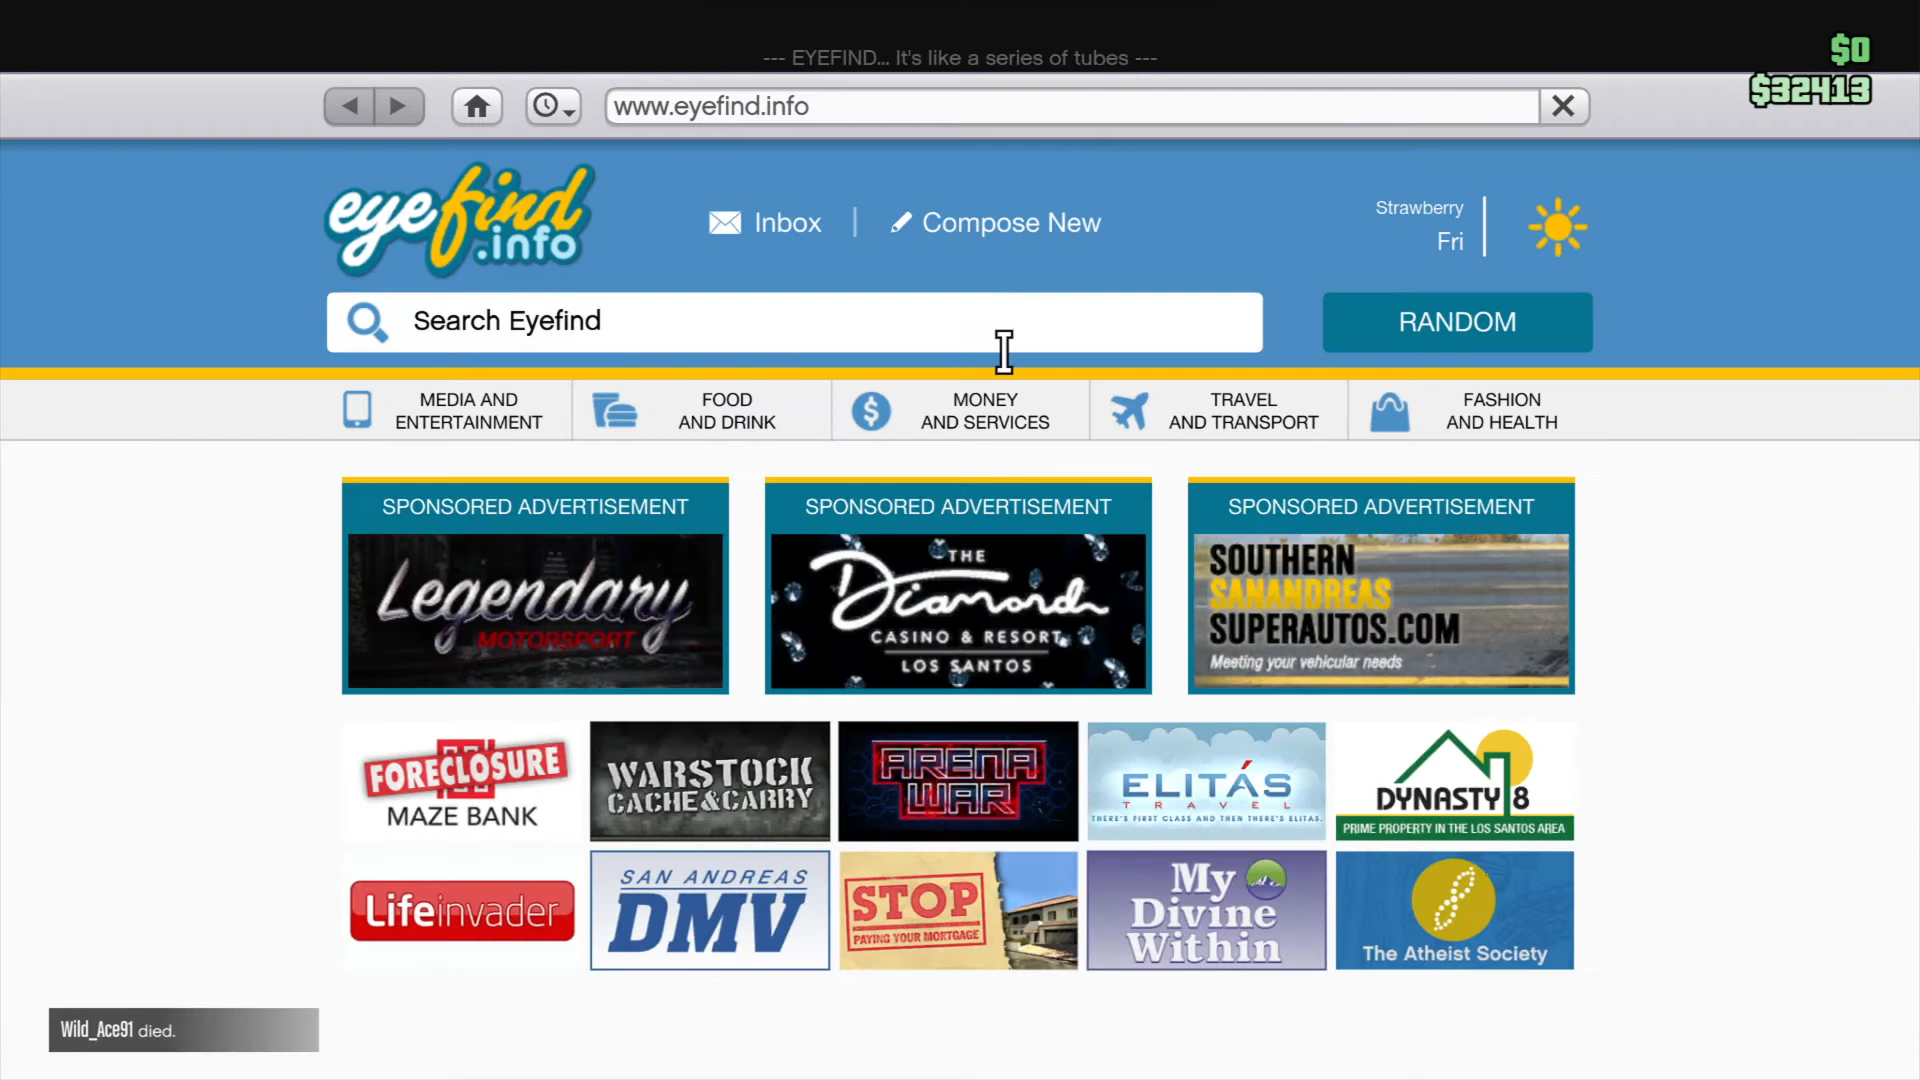 --- EYEFIND... It's like a series of tubes ---
$0
$32413
www.eyefind.info
eyefind
.info
Inbox
Compose New
Strawberry
Fri
Search Eyefind
RANDOM
MEDIA AND
ENTERTAINMENT
FOOD
AND DRINK
MONEY
AND SERVICES
TRAVEL
AND TRANSPORT
FASHION
AND HEALTH
SPONSORED ADVERTISEMENT
Legendary
MOTORSPORT
SPONSORED ADVERTISEMENT
THE
Diamond
CASINO & RESORT
LOS SANTOS
SPONSORED ADVERTISEMENT
SOUTHERN
SANANDREAS
SUPERAUTOS.COM
Meeting your vehicular needs
FORECLOSURE
MAZE BANK
WARSTOCK
CACHE&CARRY
ARENA
WAR
ELITÁS
TRAVEL
THERE'S FIRST CLASS AND THEN THERE'S ELITAS.
DYNASTY 8
PRIME PROPERTY IN THE LOS SANTOS AREA
Lifeinvader
SAN ANDREAS
DMV
STOP
PAYING YOUR MORTGAGE
My
Divine
Within
The Atheist Society
Wild_Ace91 died.